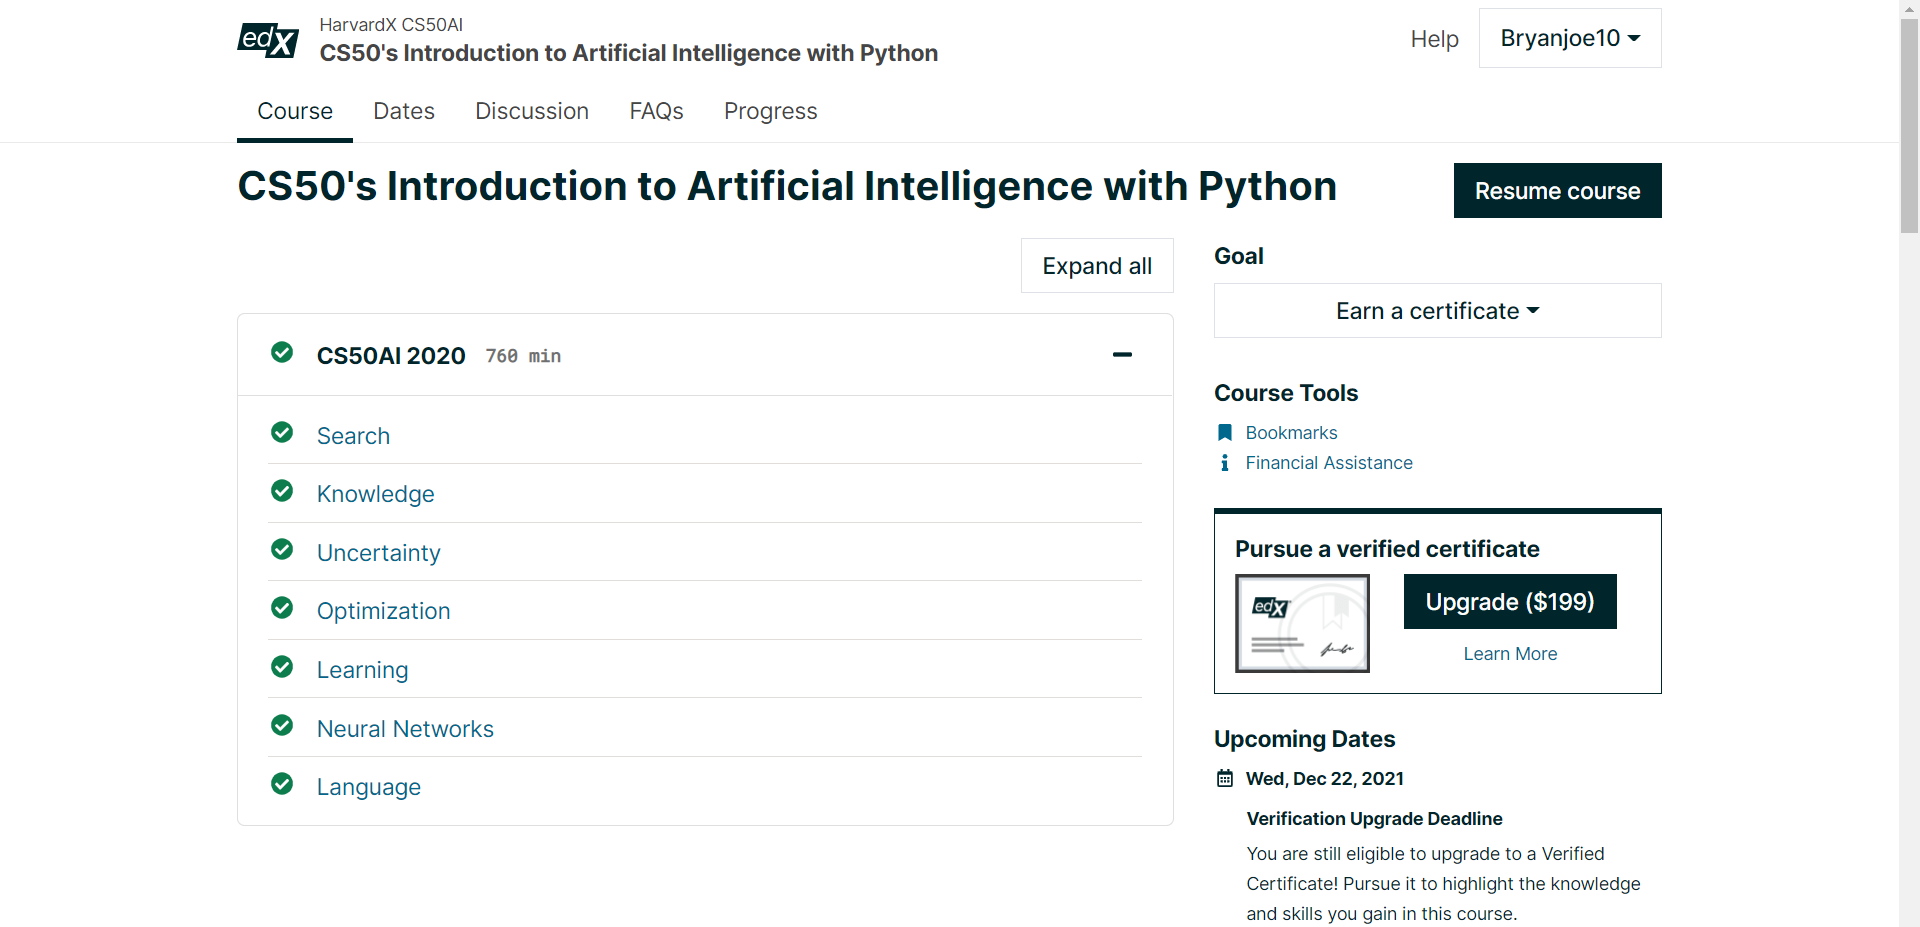 edX
HarvardX CS50AI
CS50's Introduction to Artificial Intelligence with Python
Help
Bryanjoe10
Course
Dates
Discussion
FAQs
Progress
CS50's Introduction to Artificial Intelligence with Python
Resume course
Expand all
CS50AI 2020 760 min
Search
Knowledge
Uncertainty
Optimization
Learning
Neural Networks
Language
Goal
Earn a certificate
Course Tools
Bookmarks
Financial Assistance
Pursue a verified certificate
edX
Upgrade ($199)
Learn More
Upcoming Dates
Wed, Dec 22, 2021
Verification Upgrade Deadline
You are still eligible to upgrade to a Verified
Certificate! Pursue it to highlight the knowledge
and skills you gain in this course.